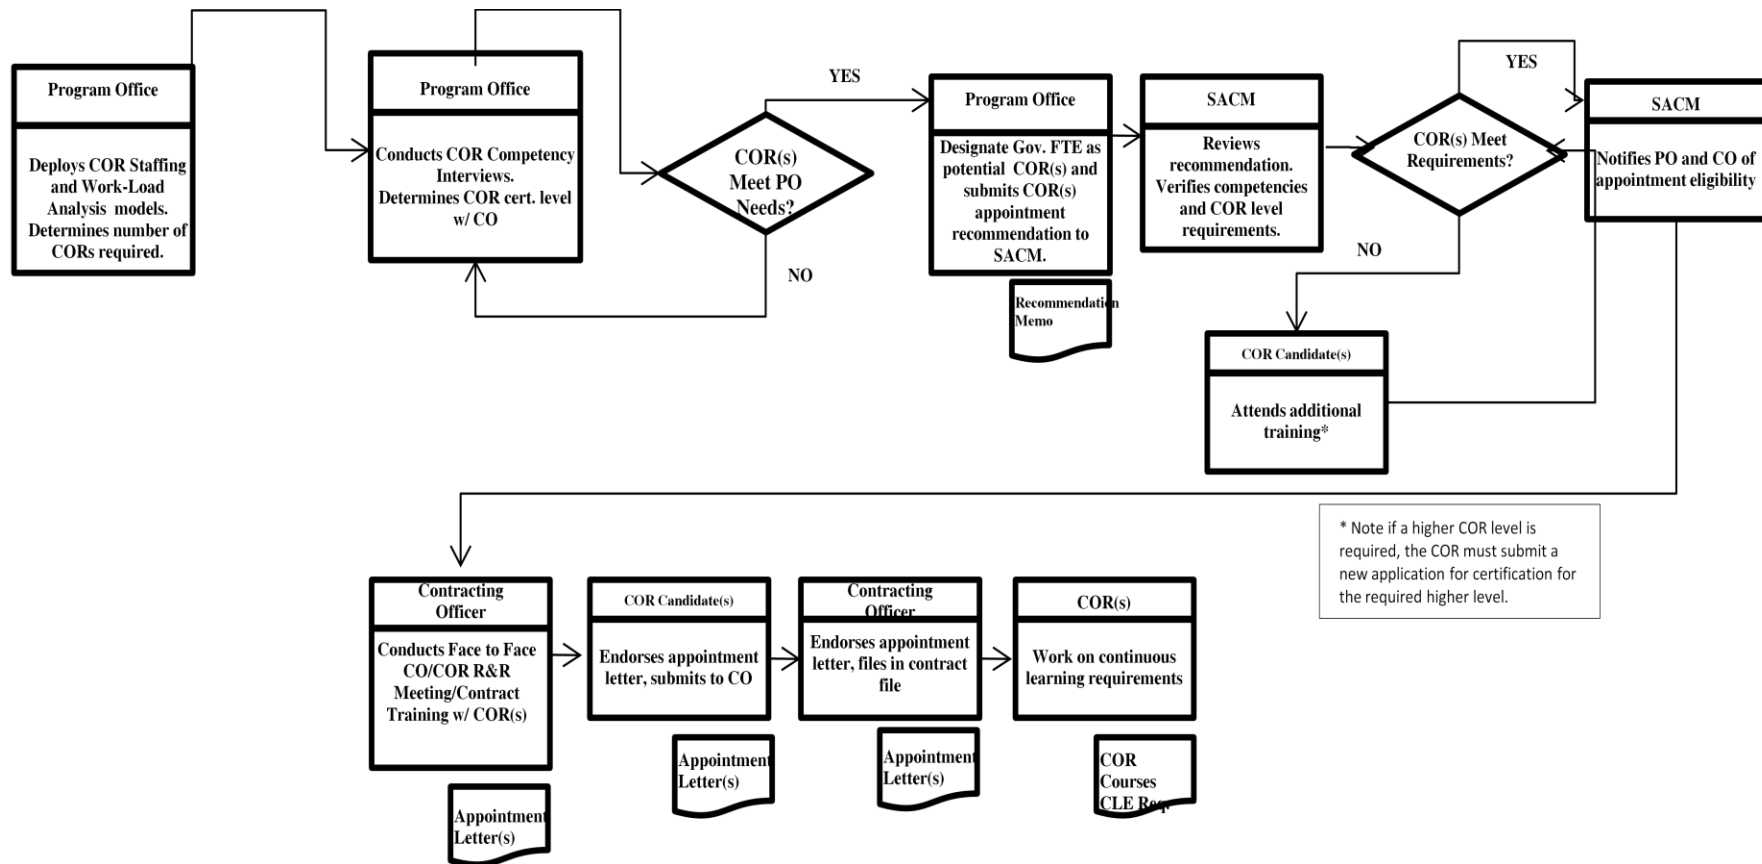 Program Office
Deploys COR Staffing
and Work-Load
Analysis models.
Determines number of
CORs required.
Program Office
Conducts COR Competency
Interviews.
Determines COR cert. level
w/ CO
COR(s)
Meet PO
Needs?
YES
NO
Program Office
Designate Gov. FTE as
potential COR(s) and
submits COR(s)
appointment
recommendation to
SACM.
Recommendation
Memo
SACM
Reviews
recommendation.
Verifies competencies
and COR level
requirements.
COR(s) Meet
Requirements?
YES
NO
SACM
Notifies PO and CO of
appointment eligibility
COR Candidate(s)
Attends additional
training*
* Note if a higher COR level is
required, the COR must submit a
new application for certification for
the required higher level.
Contracting
Officer
Conducts Face to Face
CO/COR R&R
Meeting/Contract
Training w/ COR(s)
Appointment
Letter(s)
COR Candidate(s)
Endorses appointment
letter, submits to CO
Appointment
Letter(s)
Contracting
Officer
Endorses appointment
letter, files in contract
file
Appointment
Letter(s)
COR(s)
Work on continuous
learning requirements
COR
Courses
CLE Req.